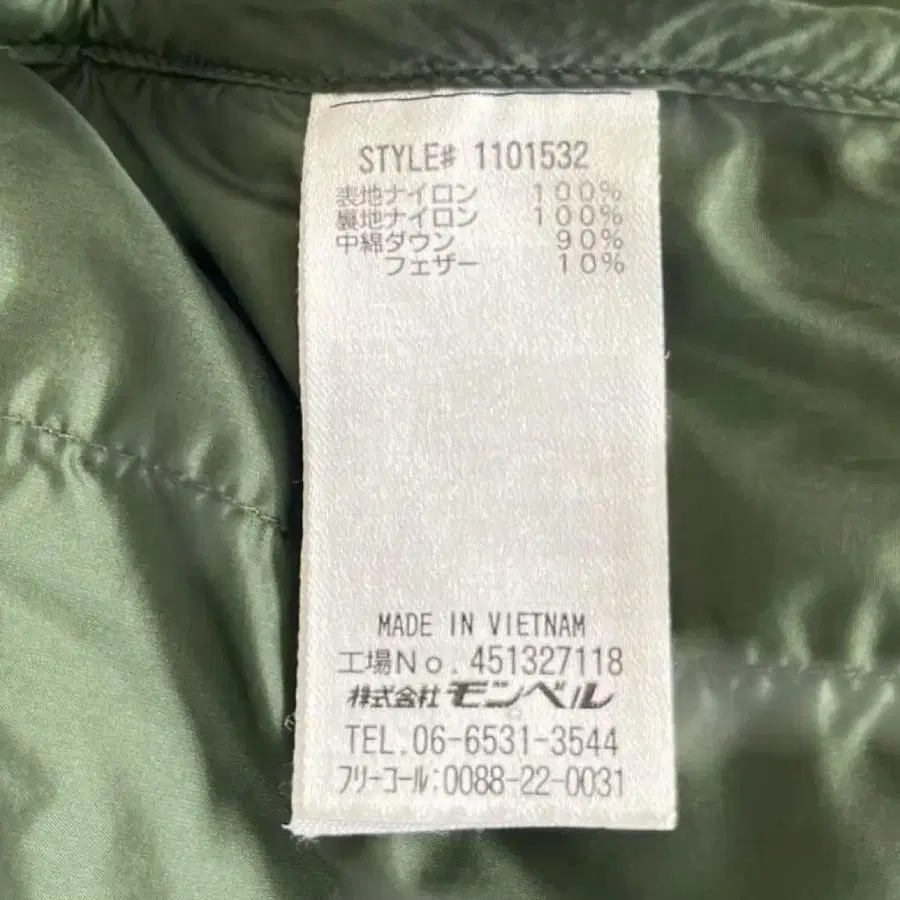 STYLE# 1101532
表地ナイロン 100%
裏地ナイロン 100%
中綿ダウン 90%
フェザー 10%
MADE IN VIETNAM
工場No. 451327118
株式会社モンベル
TEL.06-6531-3544
フリーコール:0088-22-0031